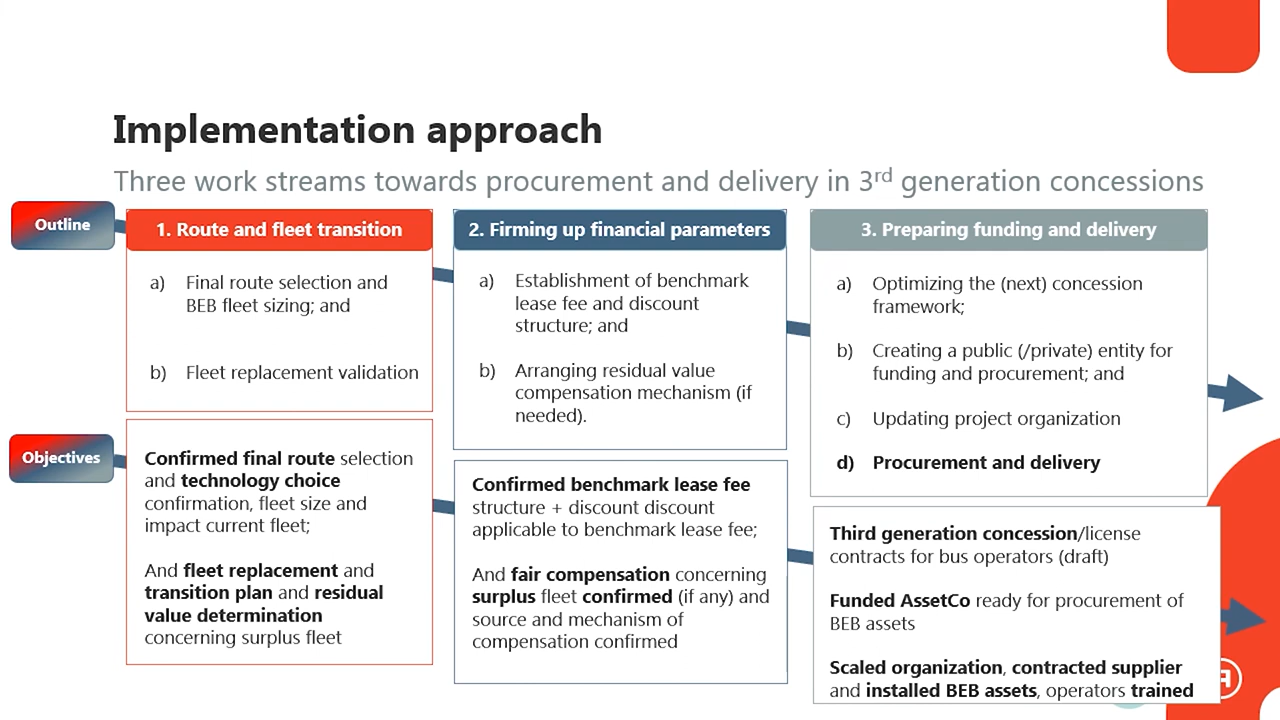 Implementation approach
Three work streams towards procurement and delivery in 3rd generation concessions
Outline
1. Route and fleet transition
a) Final route selection and
BEB fleet sizing; and
b) Fleet replacement validation
2. Firming up financial parameters
a) Establishment of benchmark
lease fee and discount
structure; and
b) Arranging residual value
compensation mechanism (if
needed).
3. Preparing funding and delivery
a) Optimizing the (next) concession
framework;
b) Creating a public (/private) entity for
funding and procurement; and
c) Updating project organization
d) Procurement and delivery
Objectives
Confirmed final route selection
and technology choice
confirmation, fleet size and
impact current fleet;
And fleet replacement and
transition plan and residual
value determination
concerning surplus fleet
Confirmed benchmark lease fee
structure + discount discount
applicable to benchmark lease fee;
And fair compensation concerning
surplus fleet confirmed (if any) and
source and mechanism of
compensation confirmed
Third generation concession/license
contracts for bus operators (draft)
Funded AssetCo ready for procurement of
BEB assets
Scaled organization, contracted supplier
and installed BEB assets, operators trained